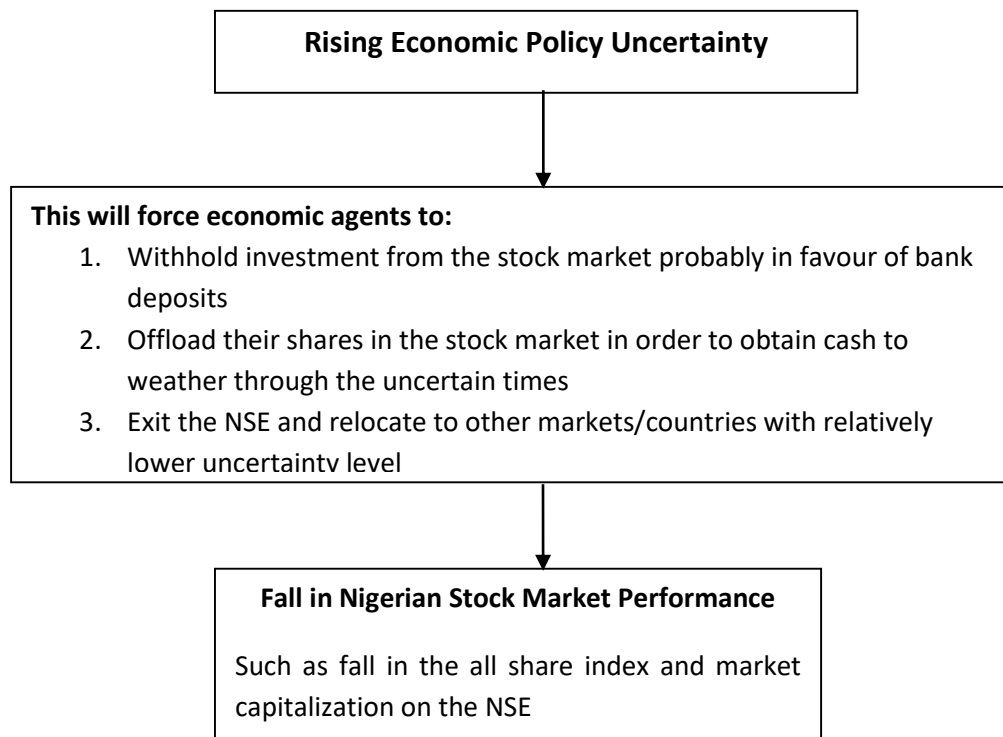 Rising Economic Policy Uncertainty
This will force economic agents to:
1. Withhold investment from the stock market probably in favour of bank
deposits
2. Offload their shares in the stock market in order to obtain cash to
weather through the uncertain times
3. Exit the NSE and relocate to other markets/countries with relatively
lower uncertainty level
Fall in Nigerian Stock Market Performance
Such as fall in the all share index and market
capitalization on the NSE